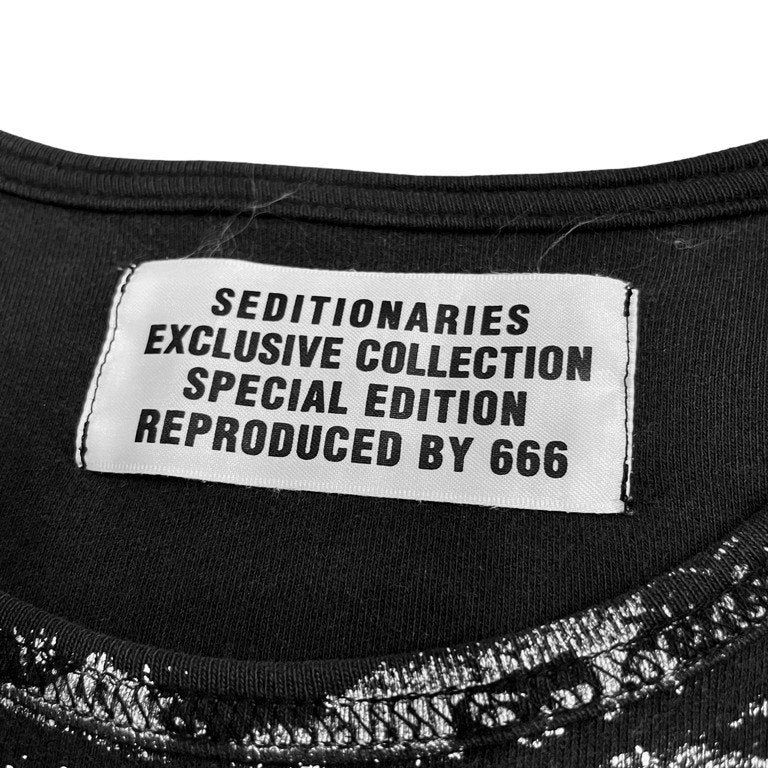 SEDITIONARIES
EXCLUSIVE COLLECTION
SPECIAL EDITION
REPRODUCED BY 666